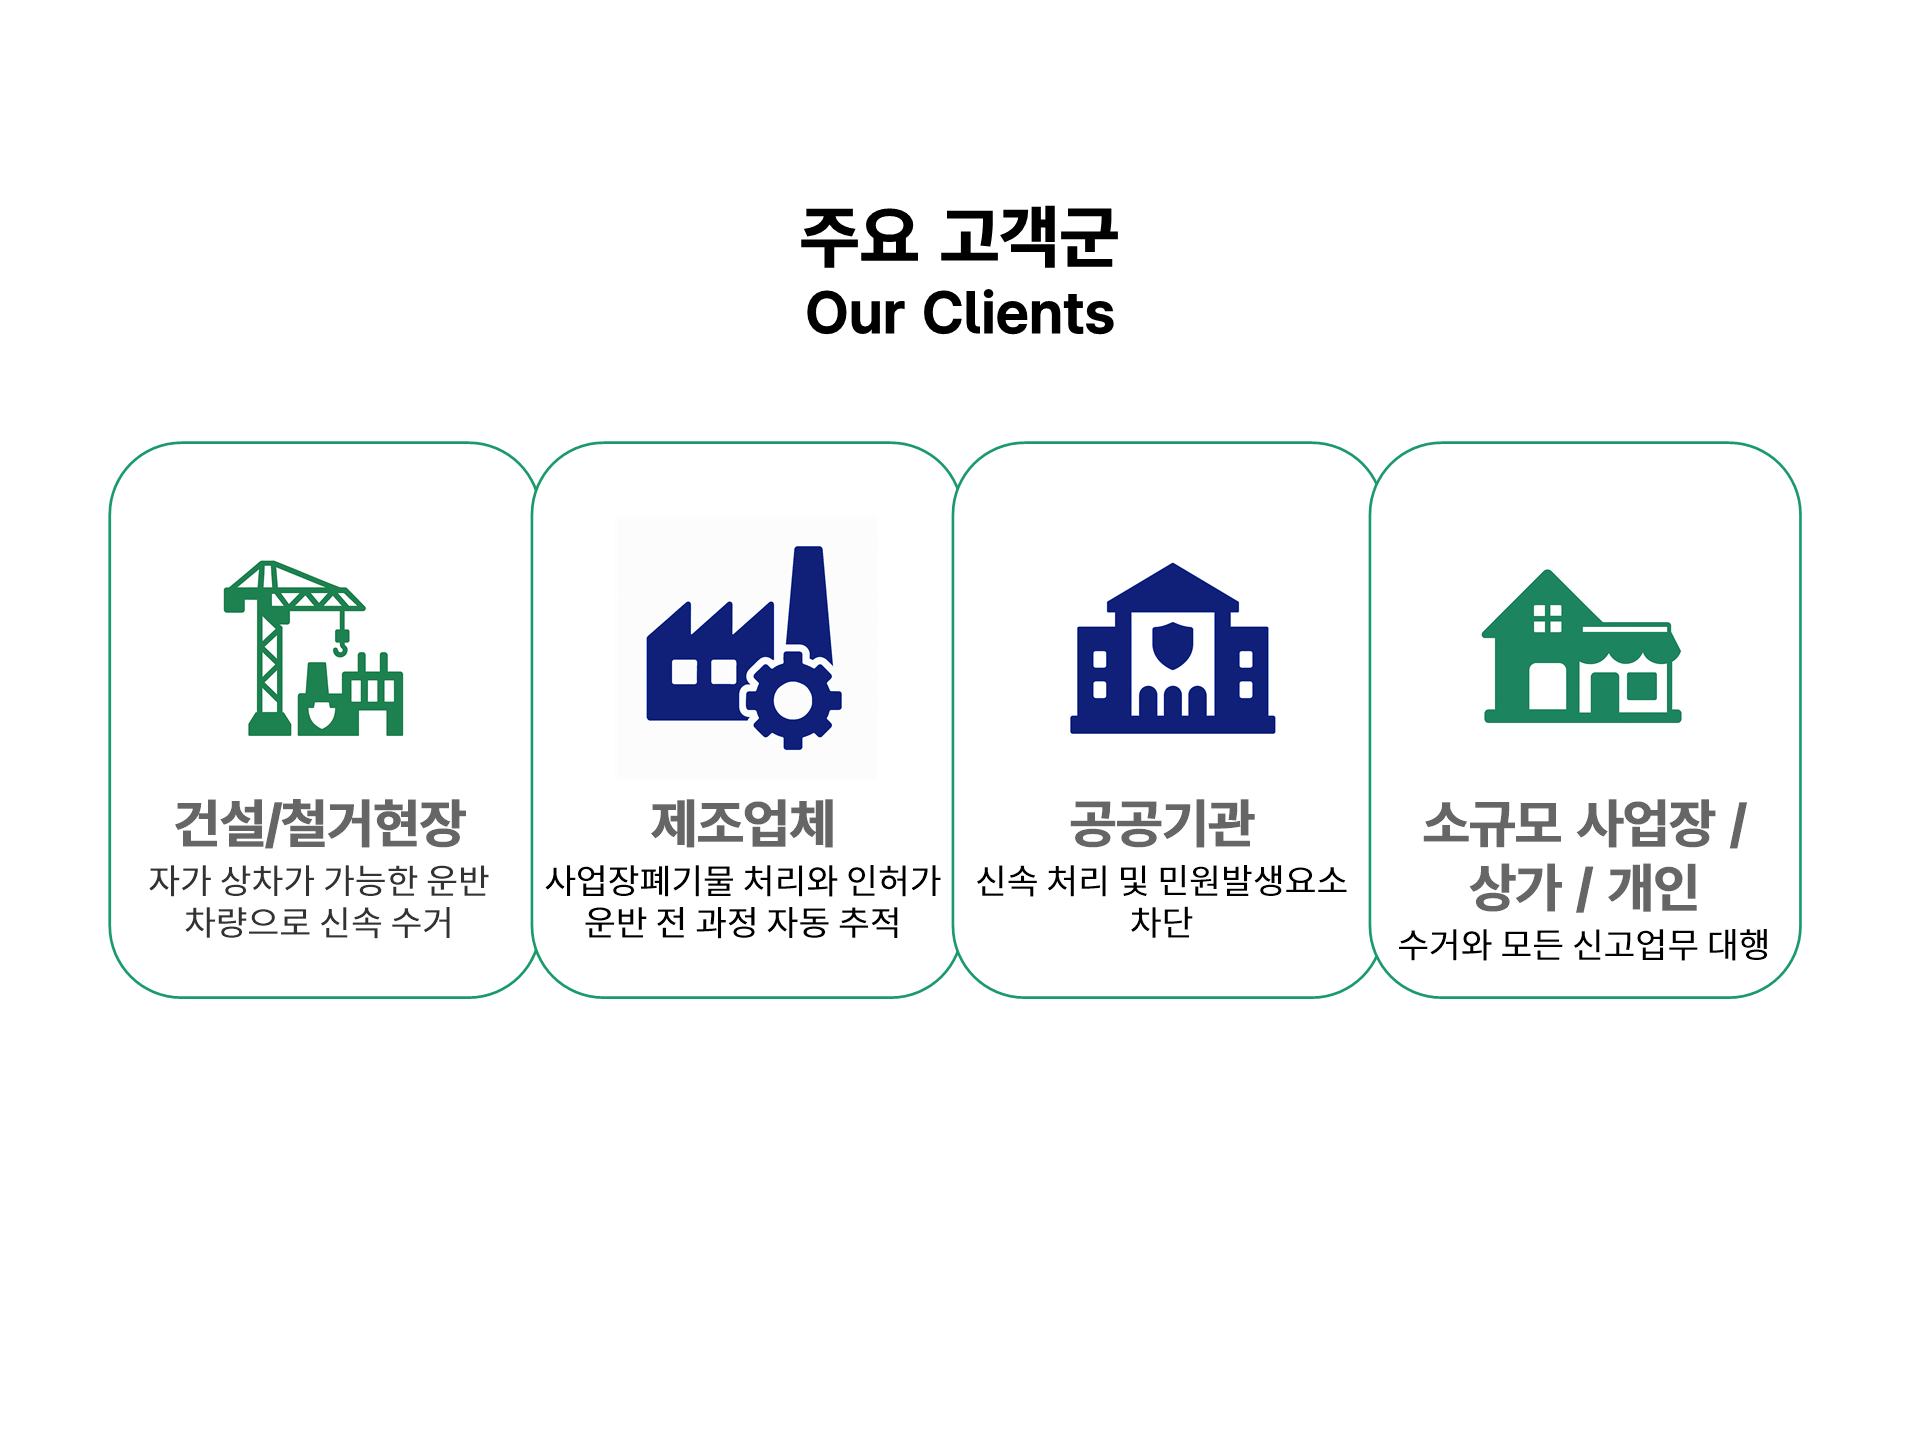 주요 고객군
Our Clients
건설/철거현장
자가 상차가 가능한 운반
차량으로 신속 수거
제조업체
사업장폐기물 처리와 인허가
운반 전 과정 자동 추적
공공기관
신속 처리 및 민원발생요소
차단
소규모 사업장 /
상가 / 개인
수거와 모든 신고업무 대행